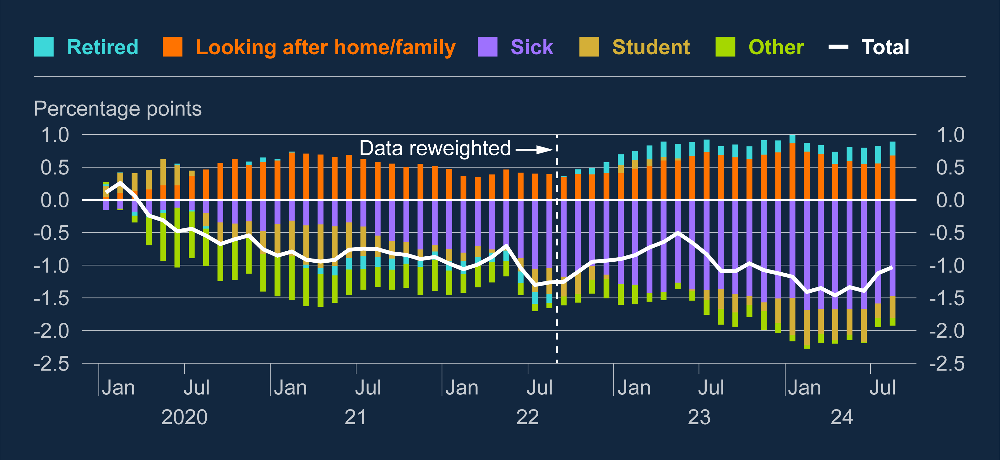 Retired Looking after home/family Sick Student Other Total
Percentage points
1.0 1.0
Data reweighted
0.5 0.5
0.0 0.0
-0.5 -0.5
-1.0 -1.0
-1.5 -1.5
-2.0 -2.0
-2.5 -2.5
Jan Jul Jan Jul Jan Jul Jan Jul Jan Jul
2020 21 22 23 24